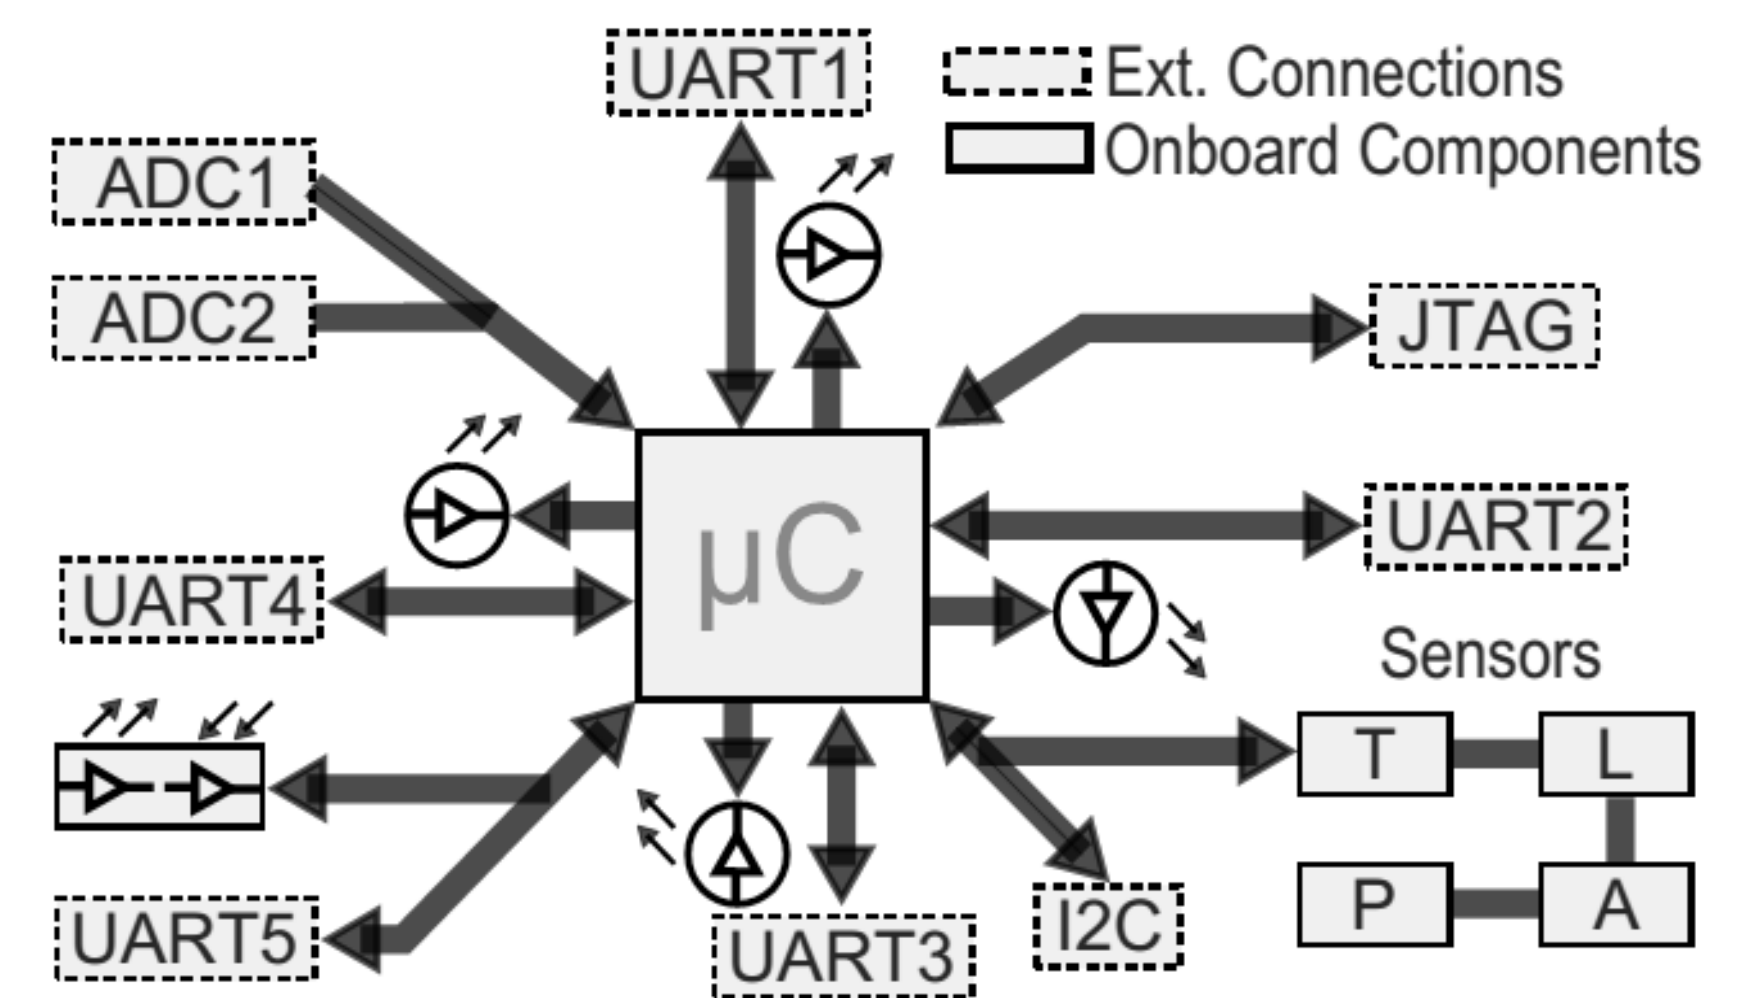 UART1
Ext. Connections
Onboard Components
ADC1
ADC2
JTAG
µC
UART2
UART4
Sensors
T
L
P
A
UART5
UART3
I2C